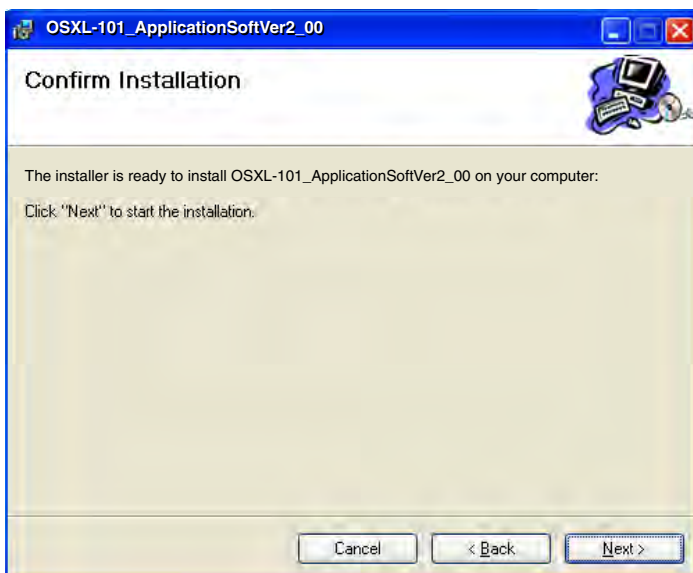 OSXL-101_ApplicationSoftVer2_00
Confirm Installation
The installer is ready to install OSXL-101_ApplicationSoftVer2_00 on your computer:
Click "Next" to start the installation.
Cancel
< Back
Next >